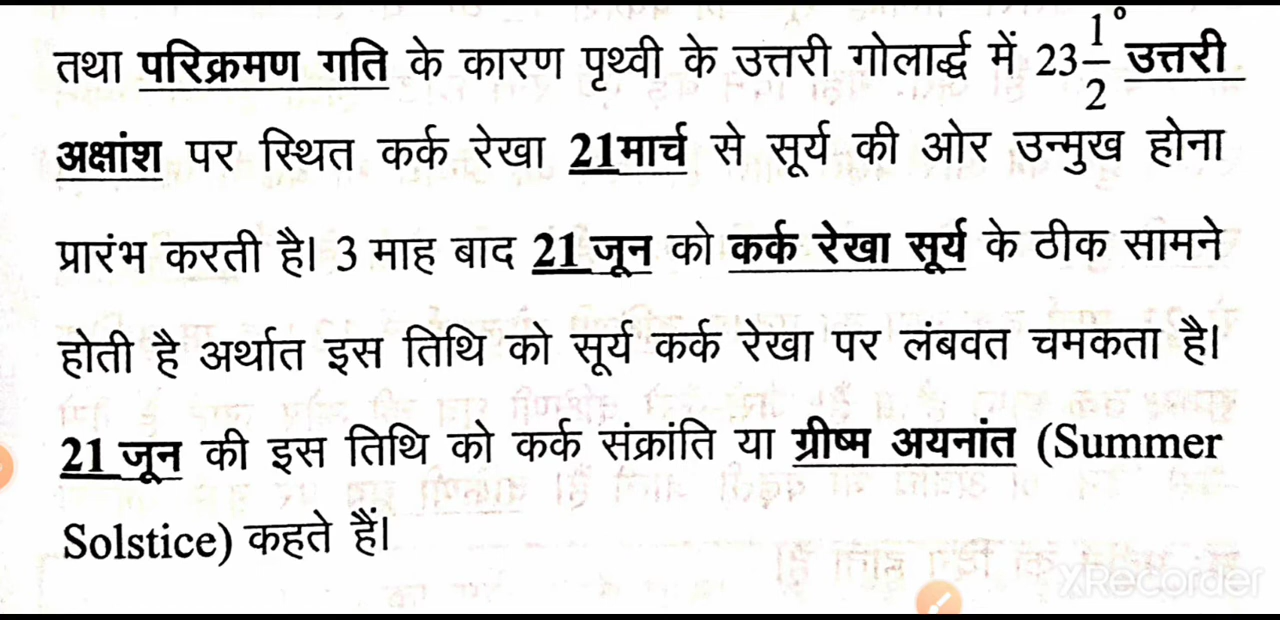 तथा परिक्रमण गति के कारण पृथ्वी के उत्तरी गोलार्द्ध में 23 1/2° उत्तरी
अक्षांश पर स्थित कर्क रेखा 21मार्च से सूर्य की ओर उन्मुख होना
प्रारंभ करती है। 3 माह बाद 21 जून को कर्क रेखा सूर्य के ठीक सामने
होती है अर्थात इस तिथि को सूर्य कर्क रेखा पर लंबवत चमकता है।
21 जून की इस तिथि को कर्क संक्रांति या ग्रीष्म अयनांत (Summer
Solstice) कहते हैं।
XRecorder